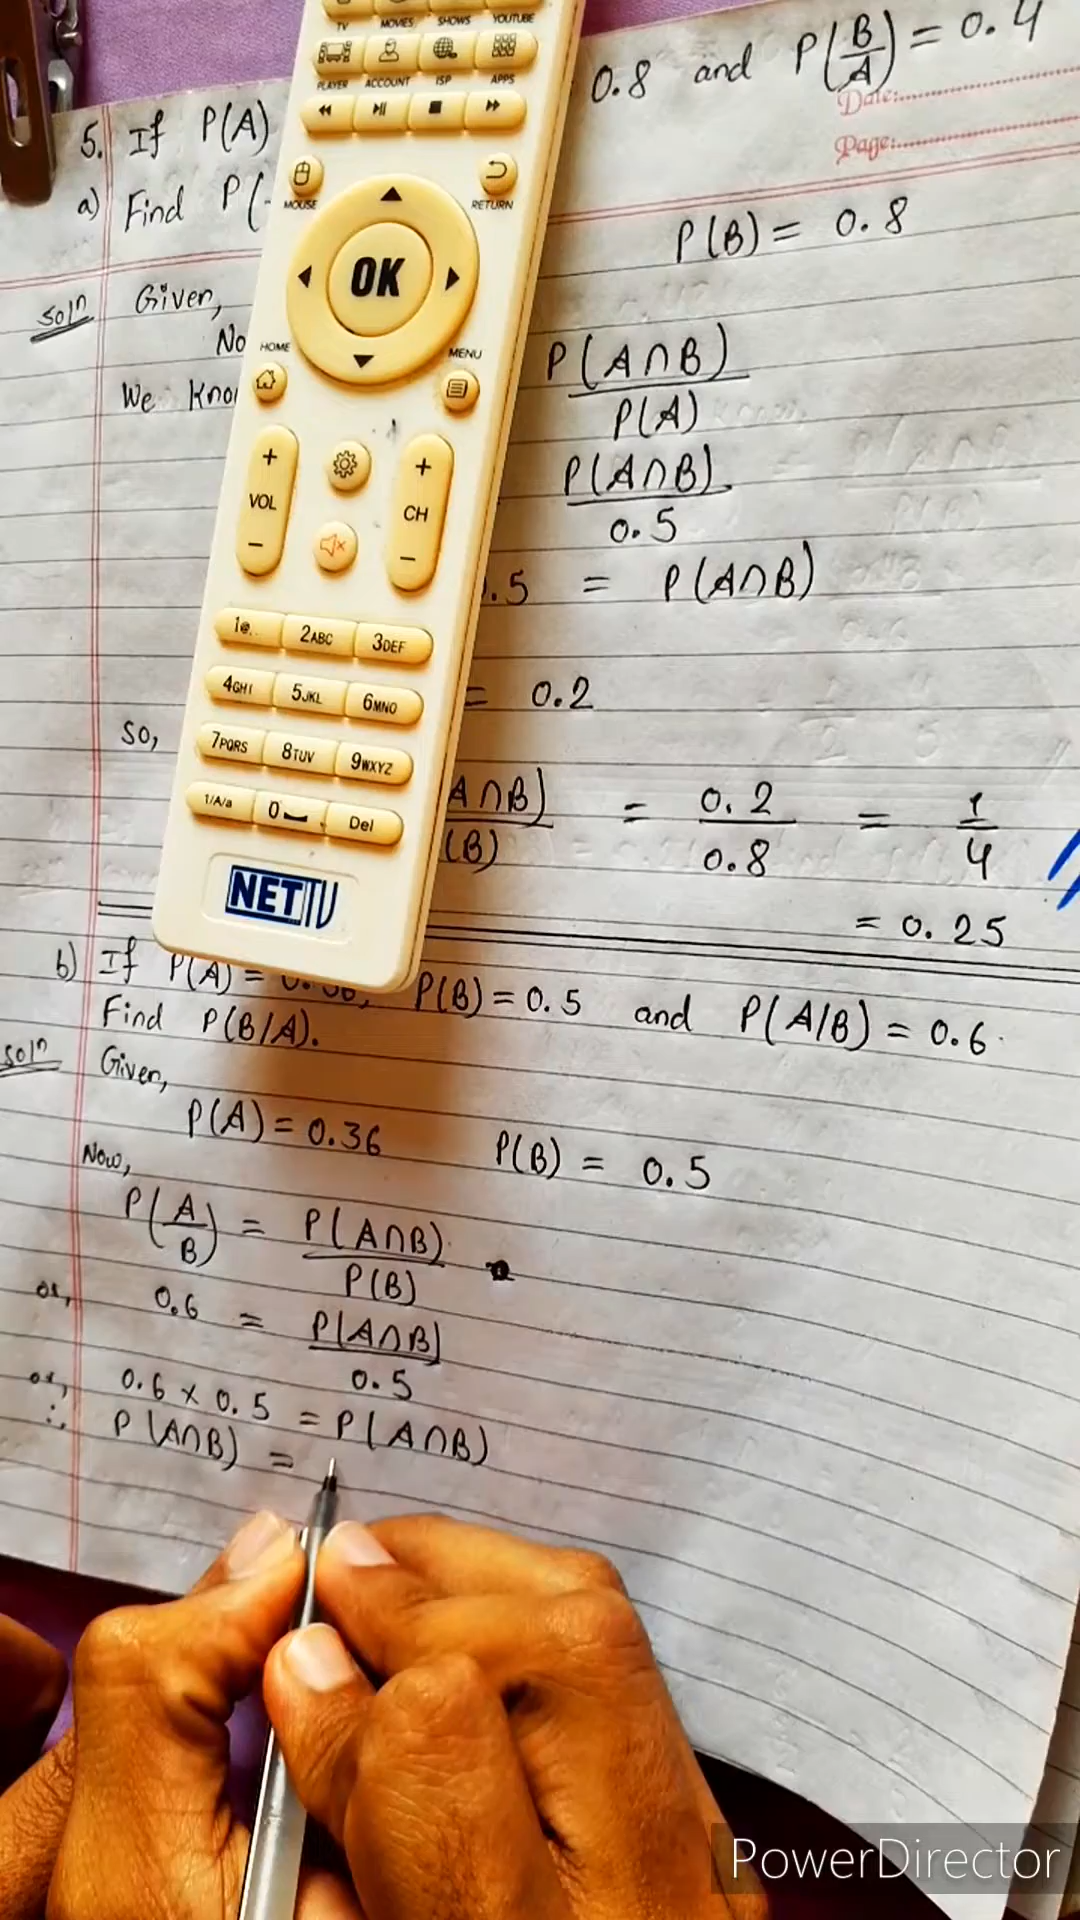 TV MOVIES SHOWS YOUTUBE
PLAYER ACCOUNT ISP APPS
MOUSE RETURN
OK
HOME MENU
+ +
VOL CH
- -
1@. 2ABC 3DEF
4GHI 5JKL 6MNO
7PQRS 8TUV 9WXYZ
1/A/a 0 Del
NETTV
Date:
Page:
5. If P(A) 0.8 and P(B/A) = 0.4
a) Find P(
P(B) = 0.8
Soln Given,
No P(A∩B)
We Kno P(A)
P(A∩B)
0.5
.5 = P(A∩B)
= 0.2
So,
A∩B) = 0.2 = 1
(B) 0.8 4
= 0.25
b) If P(A) = P(B) = 0.5 and P(A/B) = 0.6.
Find P(B/A).
Soln Given,
P(A) = 0.36 P(B) = 0.5
Now,
P(A/B) = P(A∩B)
P(B)
or, 0.6 = P(A∩B)
0.5
or, 0.6 × 0.5 = P(A∩B)
∴ P(A∩B) =
PowerDirector